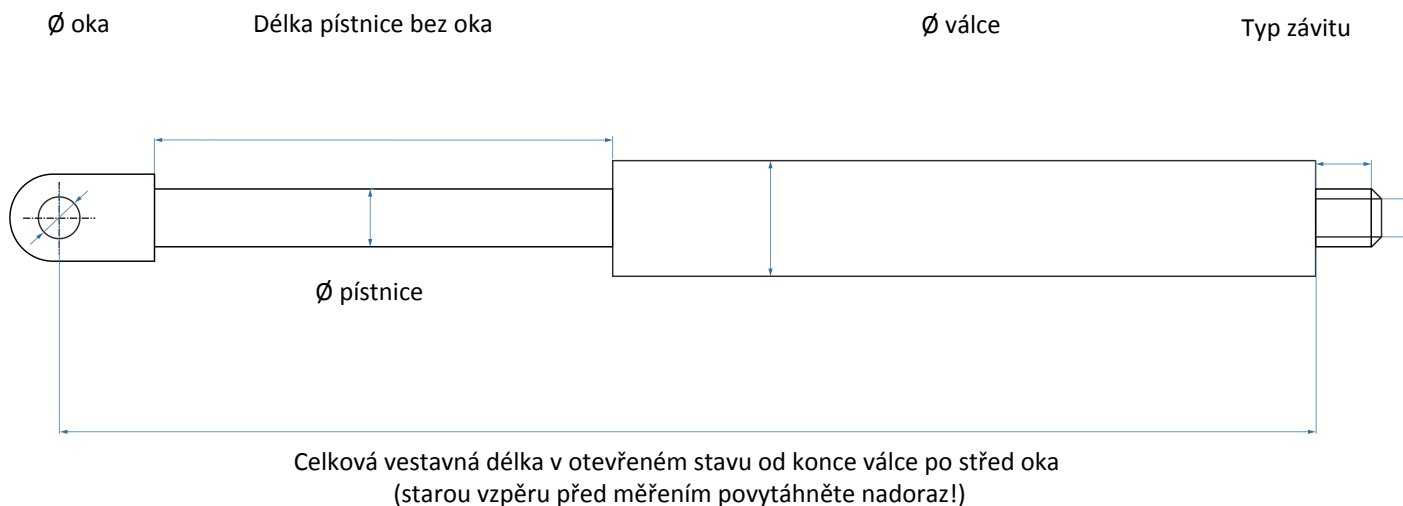 Ø oka
Délka pístnice bez oka
Ø válce
Typ závitu
Ø pístnice
Celková vestavná délka v otevřeném stavu od konce válce po střed oka
(starou vzpěru před měřením povytáhněte nadoraz!)